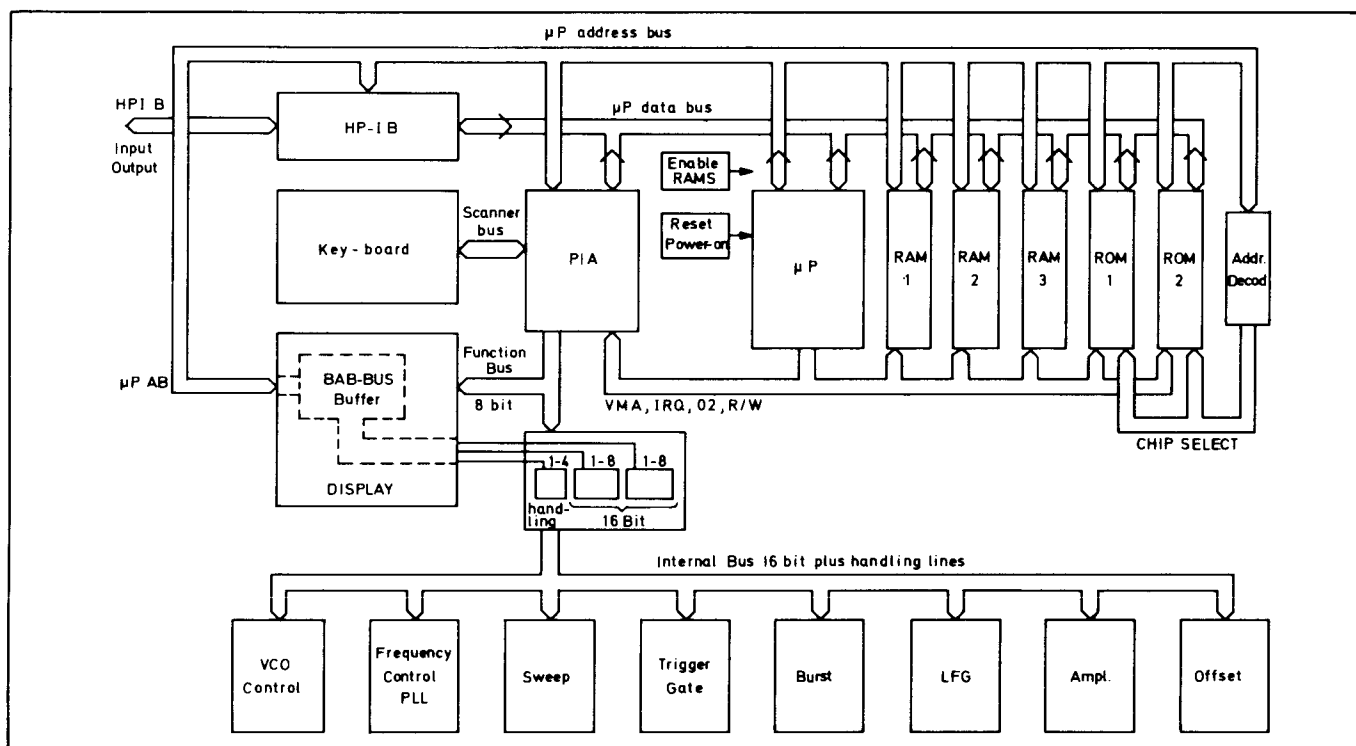 µP address bus
HPI B
Input
Output
HP-I B
µP data bus
Enable
RAMS
Reset
Power-on
Key-board
Scanner
bus
PIA
µP
RAM
1
RAM
2
RAM
3
ROM
1
ROM
2
Addr.
Decod.
µP AB
BAB-BUS
Buffer
DISPLAY
Function
Bus
8 bit
VMA, IRQ, 02, R/W
CHIP SELECT
1-4
1-8
1-8
hand-
ling
16 Bit
Internal Bus 16 bit plus handling lines
VCO
Control
Frequency
Control
PLL
Sweep
Trigger
Gate
Burst
LFG
Ampl.
Offset